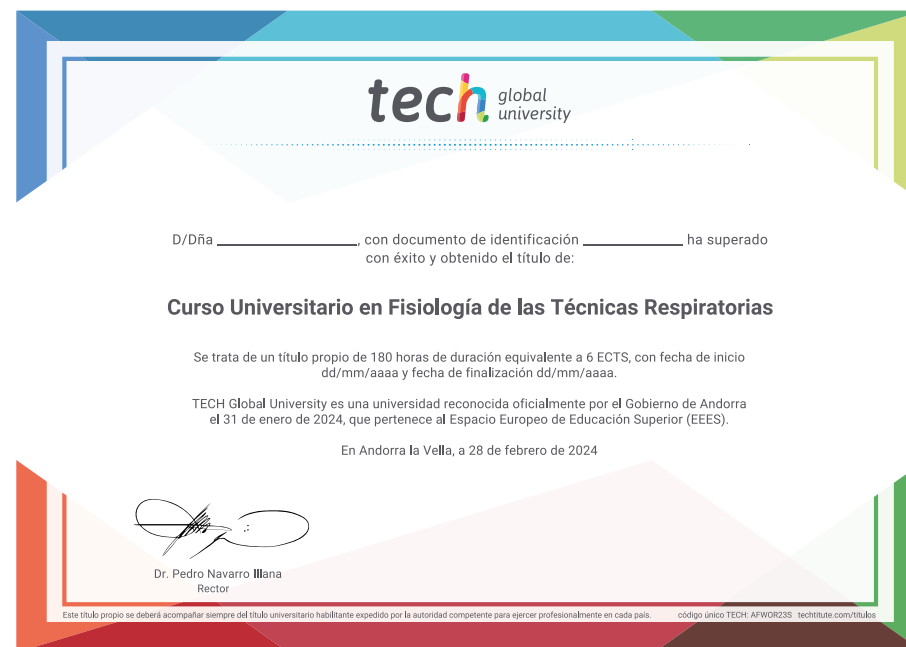 tech global university
D/Dña ____________________, con documento de identificación ______________ ha superado
con éxito y obtenido el título de:
Curso Universitario en Fisiología de las Técnicas Respiratorias
Se trata de un título propio de 180 horas de duración equivalente a 6 ECTS, con fecha de inicio
dd/mm/aaaa y fecha de finalización dd/mm/aaaa.
TECH Global University es una universidad reconocida oficialmente por el Gobierno de Andorra
el 31 de enero de 2024, que pertenece al Espacio Europeo de Educación Superior (EEES).
En Andorra la Vella, a 28 de febrero de 2024
Dr. Pedro Navarro Illana
Rector
Este título propio se deberá acompañar siempre del título universitario habilitante expedido por la autoridad competente para ejercer profesionalmente en cada país. código único TECH: AFWOR23S techtitute.com/titulos